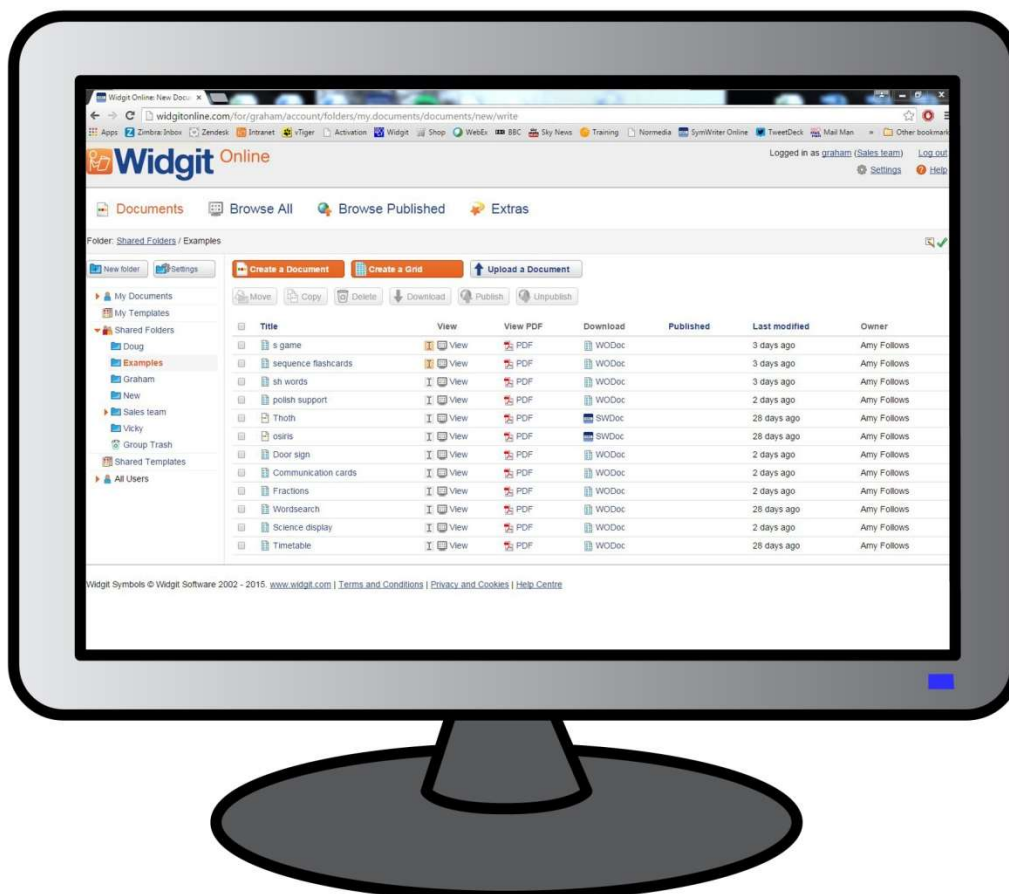 Widgit Online: New Docu
widgitonline.com/for/graham/account/folders/my.documents/documents/new/write
Apps Zimbra: Inbox Zendesk Intranet vTiger Activation Widgit Shop WebEx BBC Sky News Training Normedia SymWriter Online TweetDeck Mail Man » Other bookmark
Widgit Online
Logged in as graham (Sales team) Log out
Settings Help
Documents Browse All Browse Published Extras
Folder: Shared Folders / Examples
New folder Settings Create a Document Create a Grid Upload a Document
Move Copy Delete Download Publish Unpublish
My Documents
My Templates
Shared Folders
Doug
Examples
Graham
New
Sales team
Vicky
Group Trash
Shared Templates
All Users
Title View View PDF Download Published Last modified Owner
s game View PDF WODoc 3 days ago Amy Follows
sequence flashcards View PDF WODoc 3 days ago Amy Follows
sh words View PDF WODoc 3 days ago Amy Follows
polish support View PDF WODoc 2 days ago Amy Follows
Thoth View PDF SWDoc 28 days ago Amy Follows
osiris View PDF SWDoc 28 days ago Amy Follows
Door sign View PDF WODoc 2 days ago Amy Follows
Communication cards View PDF WODoc 2 days ago Amy Follows
Fractions View PDF WODoc 2 days ago Amy Follows
Wordsearch View PDF WODoc 28 days ago Amy Follows
Science display View PDF WODoc 2 days ago Amy Follows
Timetable View PDF WODoc 28 days ago Amy Follows
Widgit Symbols © Widgit Software 2002 - 2015. www.widgit.com | Terms and Conditions | Privacy and Cookies | Help Centre